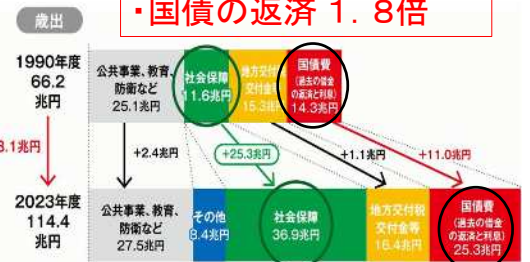 ・国債の返済 1．8倍
歳出
1990年度
66.2
兆円
公共事業、教育、
防衛など
25.1兆円
社会保障
11.6兆円
地方交付税
交付金等
15.3兆円
国債費
(過去の借金
の返済と利息)
14.3兆円
8.1兆円
+2.4兆円
+25.3兆円
+1.1兆円
+11.0兆円
2023年度
114.4
兆円
公共事業、教育、
防衛など
27.5兆円
その他
8.4兆円
社会保障
36.9兆円
地方交付税
交付金等
16.4兆円
国債費
(過去の借金
の返済と利息)
25.3兆円